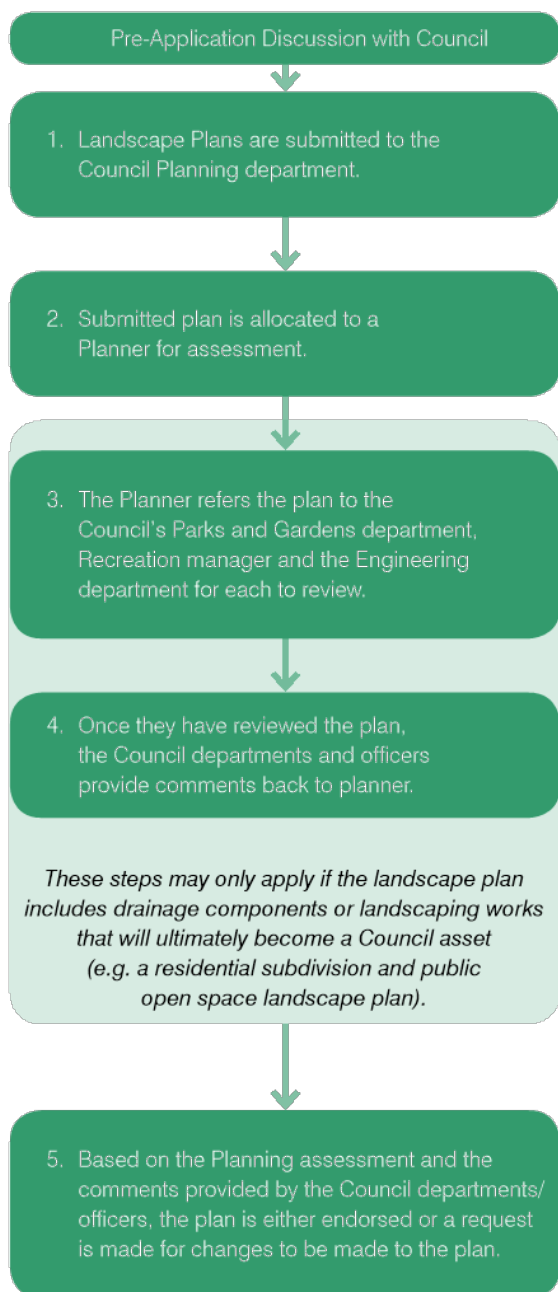 Pre-Application Discussion with Council
1. Landscape Plans are submitted to the
Council Planning department.
2. Submitted plan is allocated to a
Planner for assessment.
3. The Planner refers the plan to the
Council's Parks and Gardens department,
Recreation manager and the Engineering
department for each to review.
4. Once they have reviewed the plan,
the Council departments and officers
provide comments back to planner.
These steps may only apply if the landscape plan
includes drainage components or landscaping works
that will ultimately become a Council asset
(e.g. a residential subdivision and public
open space landscape plan).
5. Based on the Planning assessment and the
comments provided by the Council departments/
officers, the plan is either endorsed or a request
is made for changes to be made to the plan.